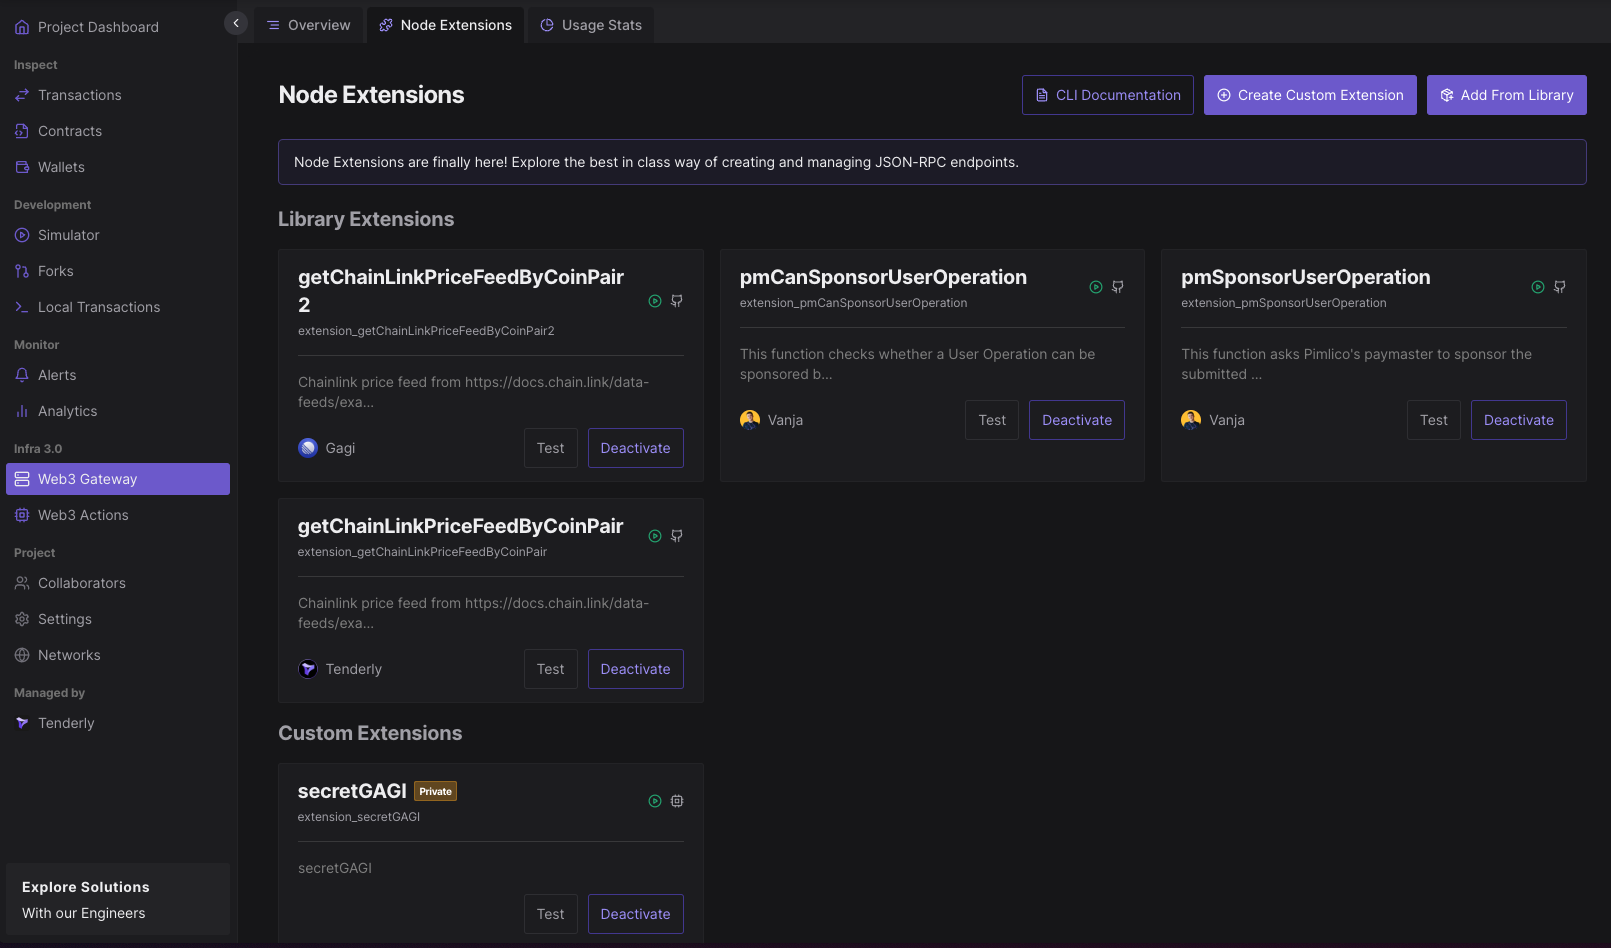 Project Dashboard
Inspect
Transactions
Contracts
Wallets
Development
Simulator
Forks
Local Transactions
Monitor
Alerts
Analytics
Infra 3.0
Web3 Gateway
Web3 Actions
Project
Collaborators
Settings
Networks
Managed by
Tenderly
Explore Solutions
With our Engineers
Overview
Node Extensions
Usage Stats
Node Extensions
CLI Documentation
Create Custom Extension
Add From Library
Node Extensions are finally here! Explore the best in class way of creating and managing JSON-RPC endpoints.
Library Extensions
getChainLinkPriceFeedByCoinPair
2
extension_getChainLinkPriceFeedByCoinPair2
Chainlink price feed from https://docs.chain.link/data-
feeds/exa...
Gagi
Test
Deactivate
pmCanSponsorUserOperation
extension_pmCanSponsorUserOperation
This function checks whether a User Operation can be
sponsored b...
Vanja
Test
Deactivate
pmSponsorUserOperation
extension_pmSponsorUserOperation
This function asks Pimlico's paymaster to sponsor the
submitted ...
Vanja
Test
Deactivate
getChainLinkPriceFeedByCoinPair
extension_getChainLinkPriceFeedByCoinPair
Chainlink price feed from https://docs.chain.link/data-
feeds/exa...
Tenderly
Test
Deactivate
Custom Extensions
secretGAGI Private
extension_secretGAGI
secretGAGI
Test
Deactivate